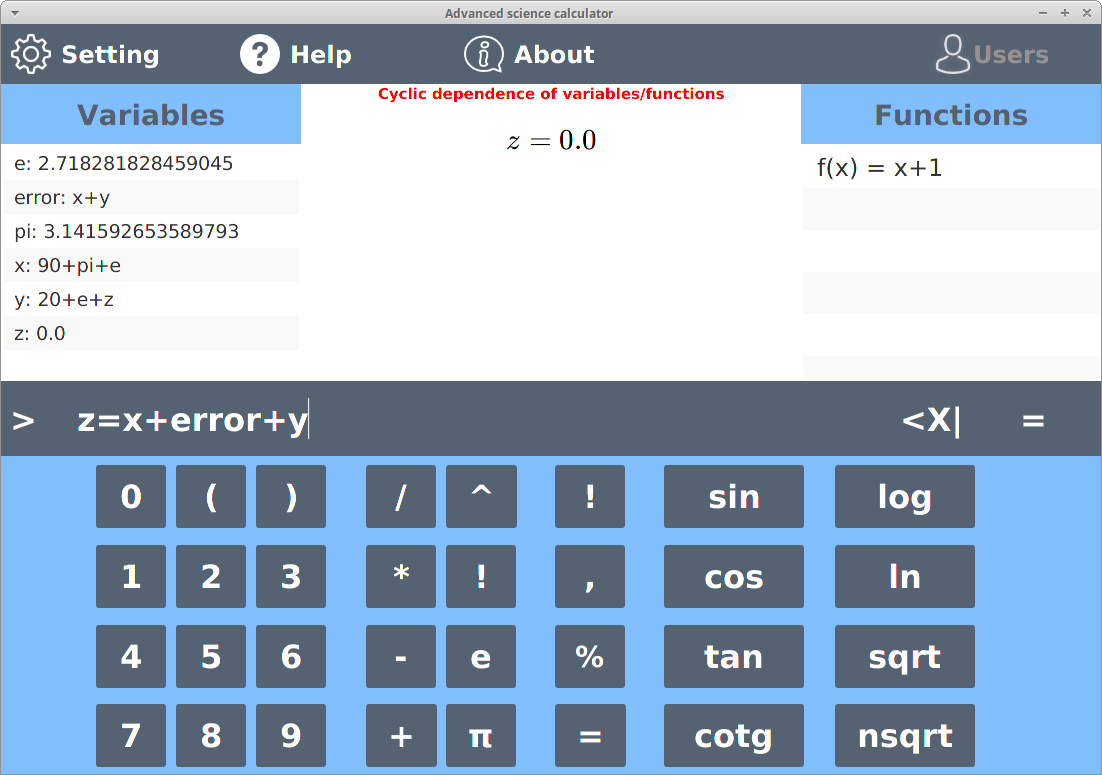 Advanced science calculator
Setting Help About Users
Variables
e: 2.718281828459045
error: x+y
pi: 3.141592653589793
x: 90+pi+e
y: 20+e+z
z: 0.0
Cyclic dependence of variables/functions
z = 0.0
Functions
f(x) = x+1
> z=x+error+y <X| =
0 ( ) / ^ ! sin log
1 2 3 * ! , cos ln
4 5 6 - e % tan sqrt
7 8 9 + π = cotg nsqrt